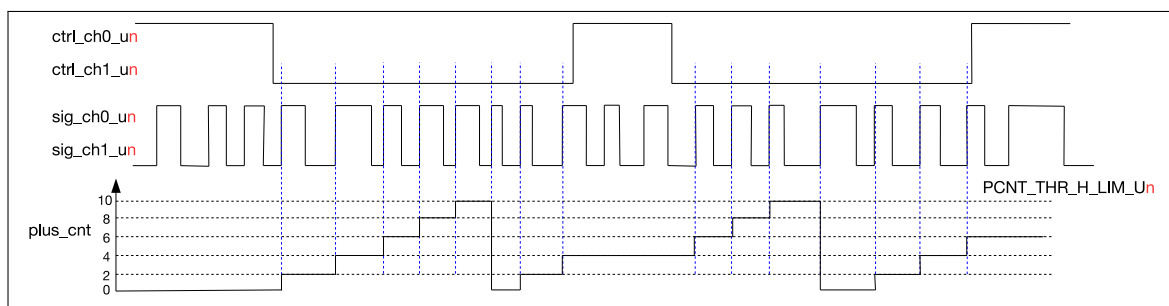 ctrl_ch0_un
ctrl_ch1_un
sig_ch0_un
sig_ch1_un
PCNT_THR_H_LIM_Un
10
8
plus_cnt
6
4
2
0